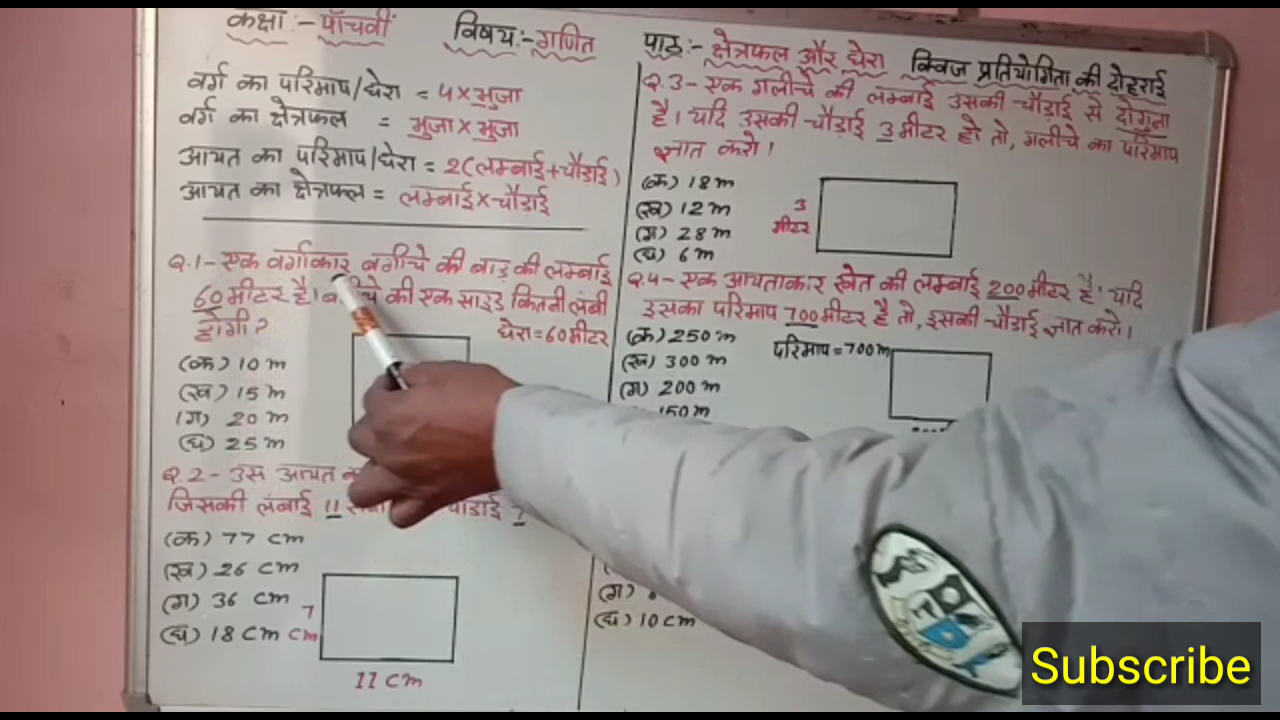 कक्षा:- पाँचवीं
विषय:- गणित
पाठ:- क्षेत्रफल और घेरा
क्विज प्रतियोगिता की दोहराई
वर्ग का परिमाप/घेरा = 4×भुजा
वर्ग का क्षेत्रफल = भुजा×भुजा
आयत का परिमाप/घेरा = 2(लम्बाई+चौड़ाई)
आयत का क्षेत्रफल = लम्बाई×चौड़ाई
Q.1- एक वर्गाकार बगीचे की बाड़ की लम्बाई
60 मीटर है। की एक साइड कितनी लंबी
होगी?
घेरा=60मीटर
(क) 10 m
(ख) 15 m
(ग) 20 m
(घ) 25 m
Q.2- उस आयत
जिसकी लंबाई 11 7
(क) 77 cm
(ख) 26 cm
(ग) 36 cm
(घ) 18 cm
7
cm
11 cm
Q.3- एक गलीचे की लम्बाई उसकी चौड़ाई से दोगुना
है। यदि उसकी चौड़ाई 3 मीटर हो तो, गलीचे का परिमाप
ज्ञात करो।
(क) 18 m
(ख) 12 m
(ग) 28 m
(घ) 6 m
3
मीटर
Q.4- एक आयताकार खेत की लम्बाई 200 मीटर है। यदि
इसका परिमाप 700 मीटर है तो, इसकी चौड़ाई ज्ञात करो।
(क) 250 m
(ख) 300 m
(ग) 200 m
150 m
परिमाप=700m
(ग)
(घ) 10 cm
Subscribe